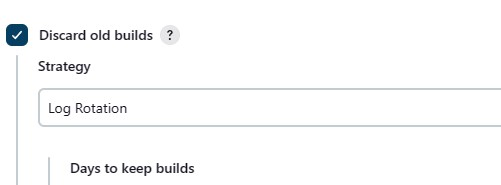 Discard old builds ?
Strategy
Log Rotation
Days to keep builds